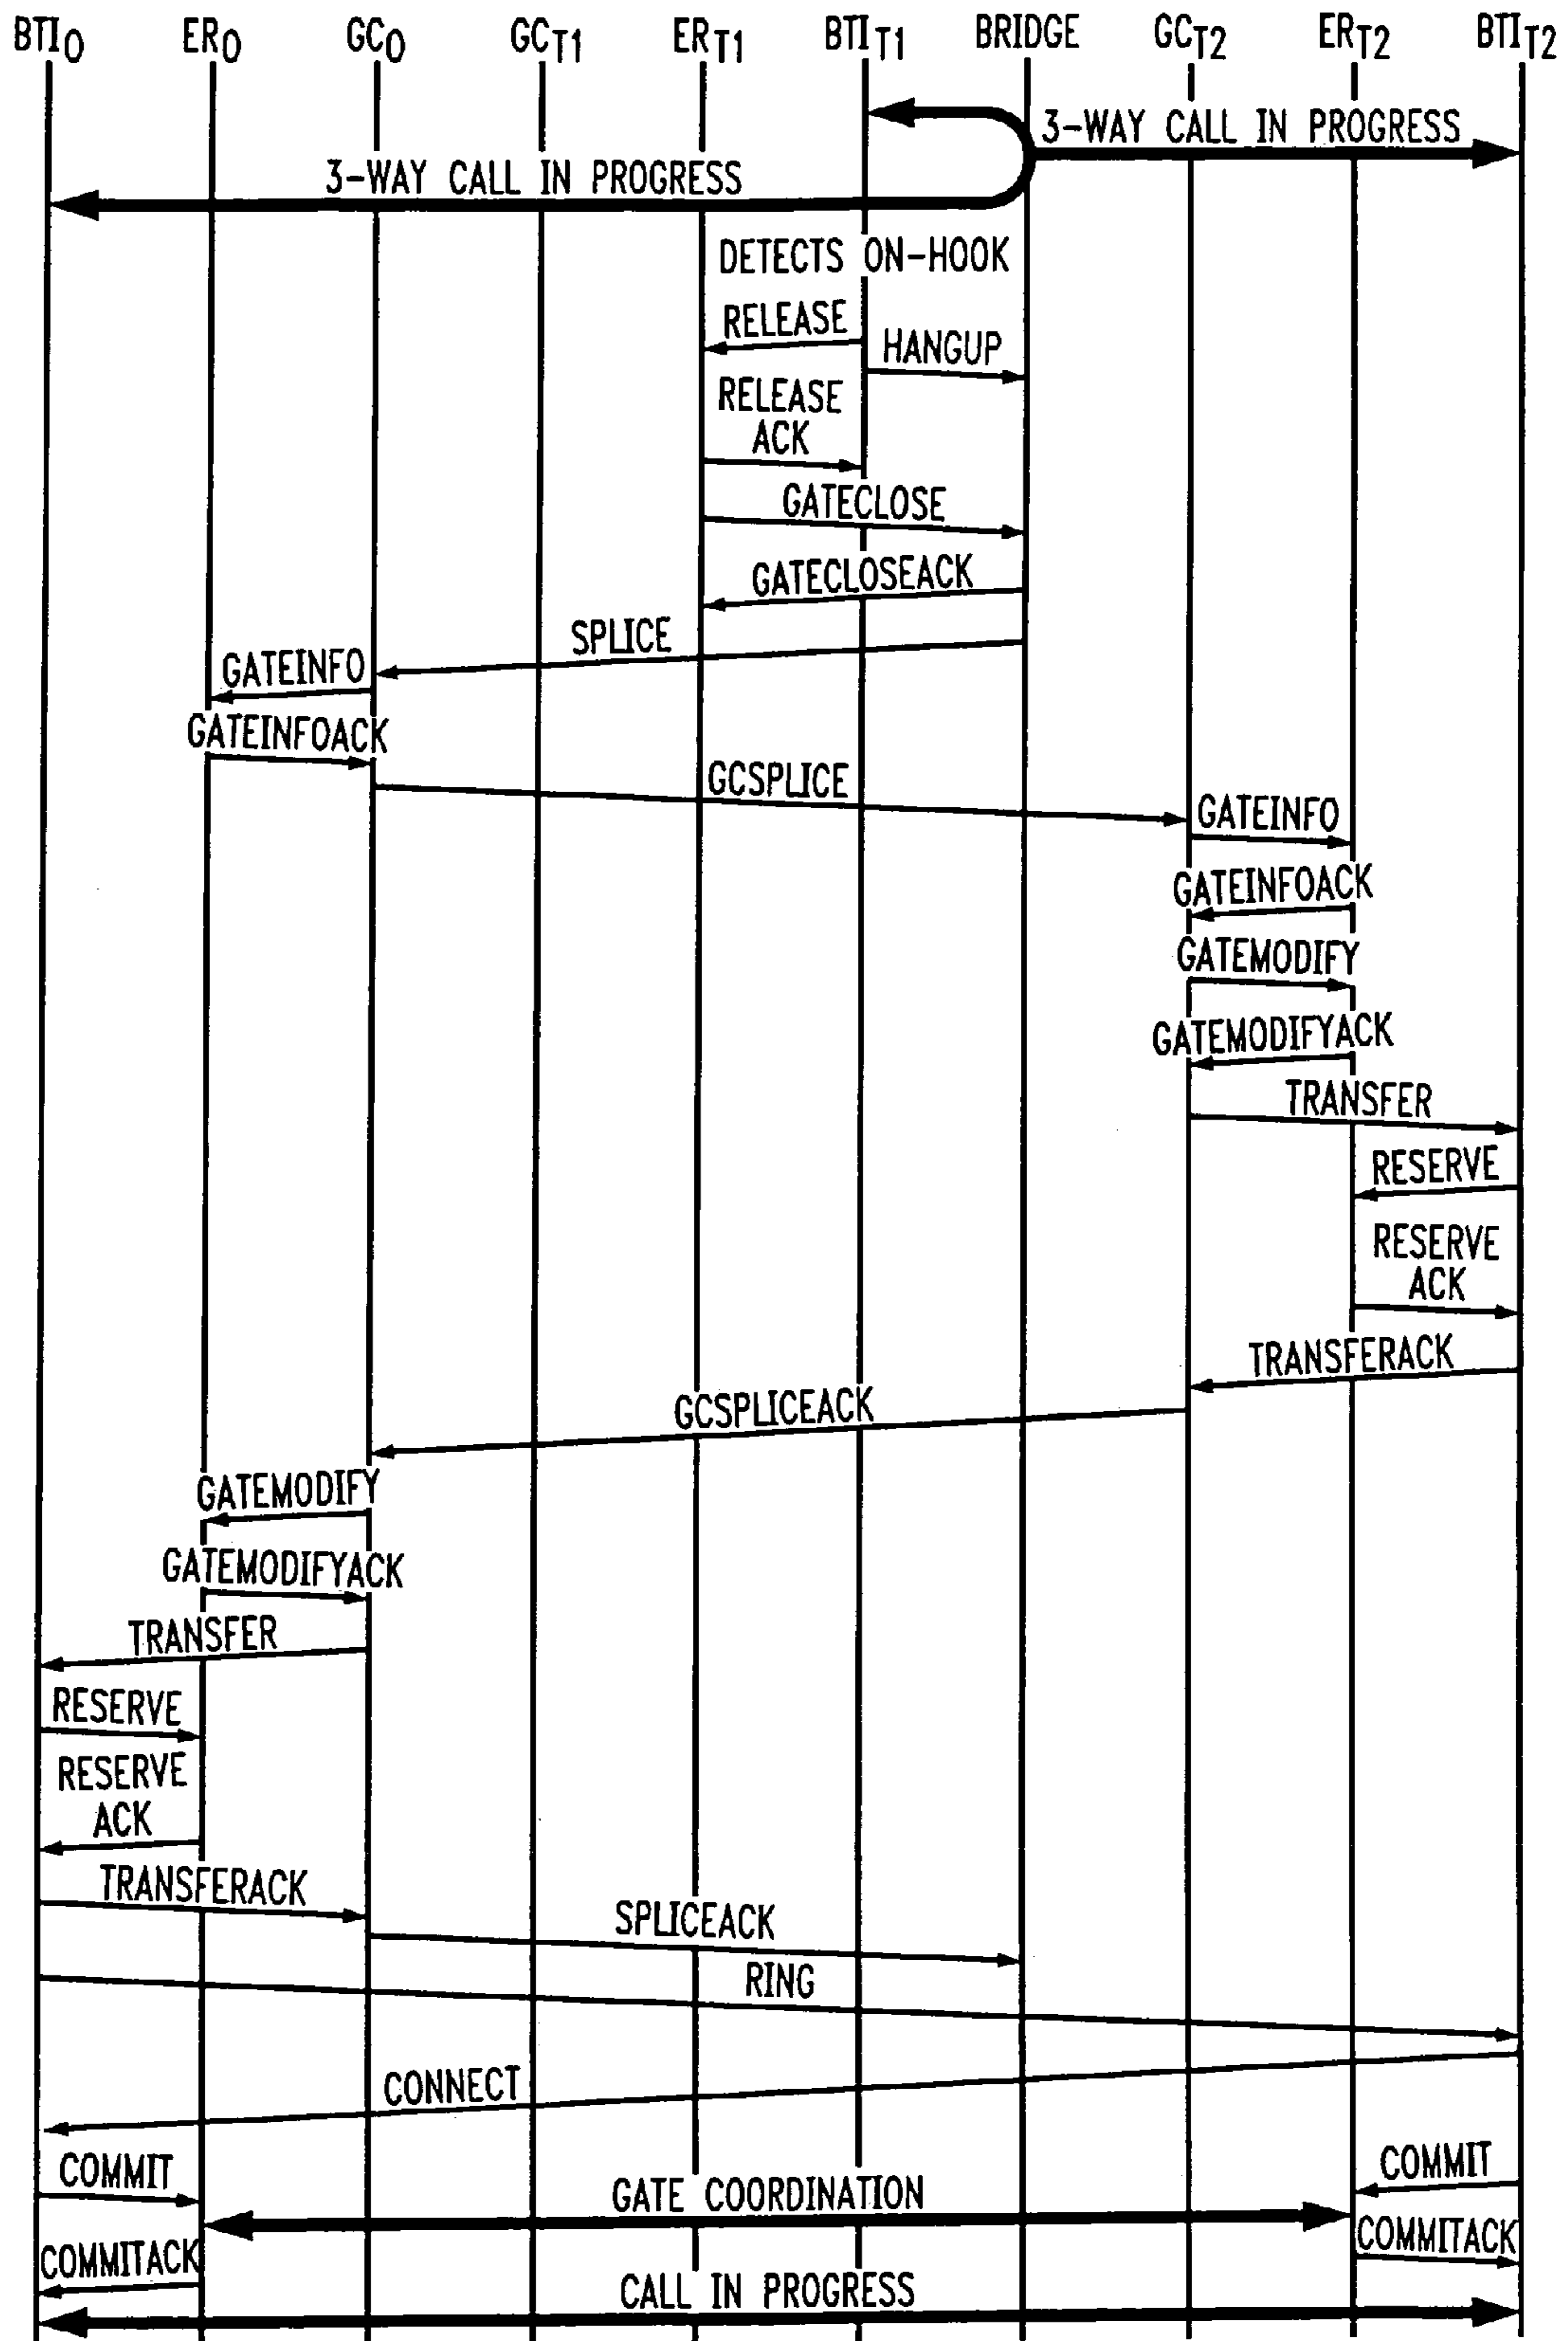 BTIO ERO GCO GCT1 ERT1 BTIT1 BRIDGE GCT2 ERT2 BTIT2
3-WAY CALL IN PROGRESS
3-WAY CALL IN PROGRESS
DETECTS ON-HOOK
RELEASE
HANGUP
RELEASE
ACK
GATECLOSE
GATECLOSEACK
SPLICE
GATEINFO
GATEINFOACK
GCSPLICE
GATEINFO
GATEINFOACK
GATEMODIFY
GATEMODIFYACK
TRANSFER
RESERVE
RESERVE
ACK
TRANSFERACK
GCSPLICEACK
GATEMODIFY
GATEMODIFYACK
TRANSFER
RESERVE
RESERVE
ACK
TRANSFERACK
SPLICEACK
RING
CONNECT
COMMIT
COMMIT
GATE COORDINATION
COMMITACK
COMMITACK
CALL IN PROGRESS